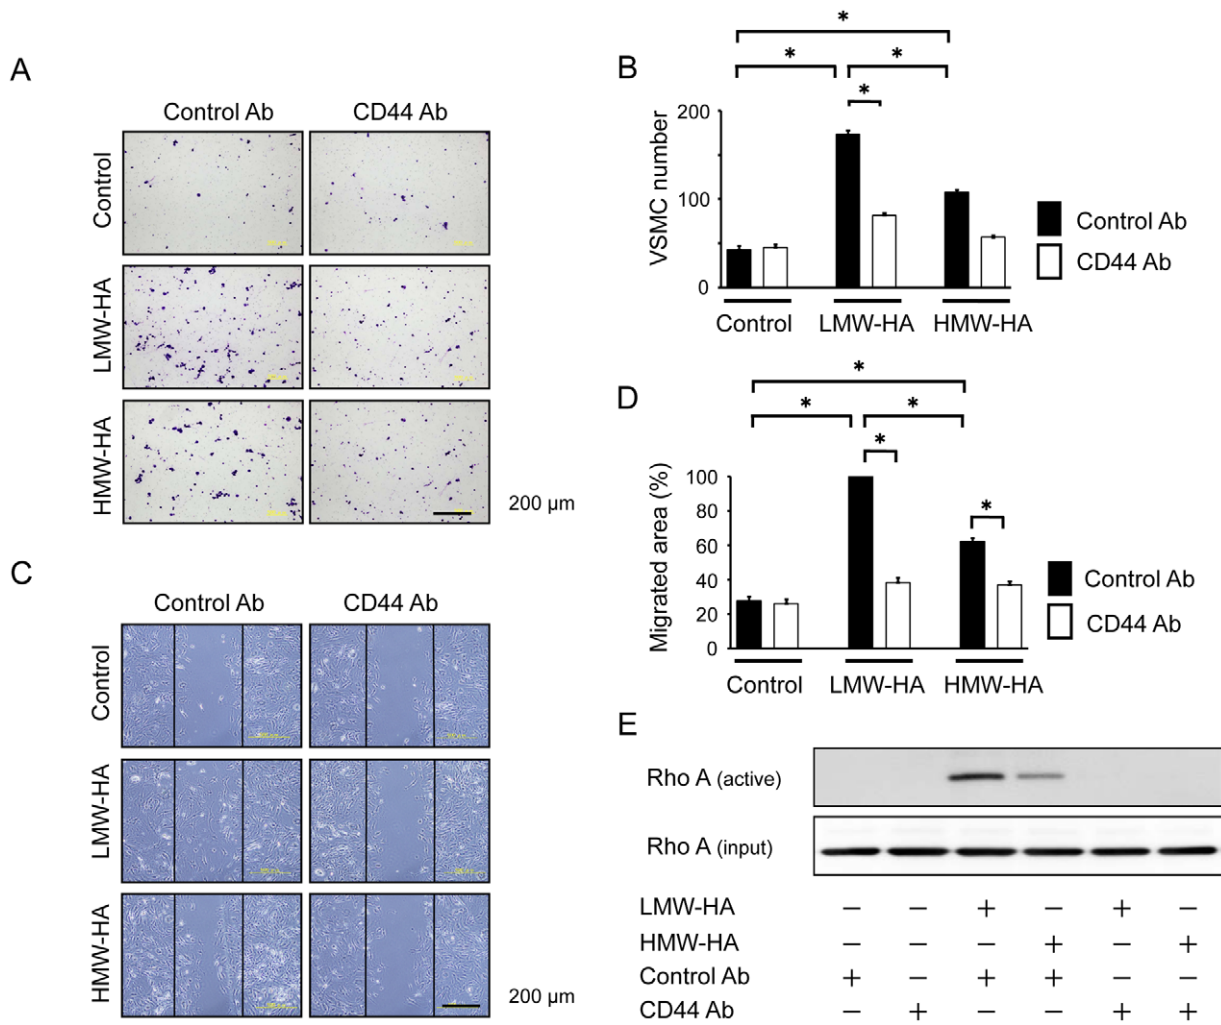 A
Control Ab CD44 Ab
Control
LMW-HA
HMW-HA
200 μm
B
* 
* *
*
200
100
0
VSMC number
Control LMW-HA HMW-HA
Control Ab
CD44 Ab
C
Control Ab CD44 Ab
Control
LMW-HA
HMW-HA
200 μm
D
*
* *
*
*
100
80
60
40
20
0
Migrated area (%)
Control LMW-HA HMW-HA
Control Ab
CD44 Ab
E
Rho A (active)
Rho A (input)
LMW-HA − − + − + −
HMW-HA − − − + − +
Control Ab + − + + − −
CD44 Ab − + − − + +